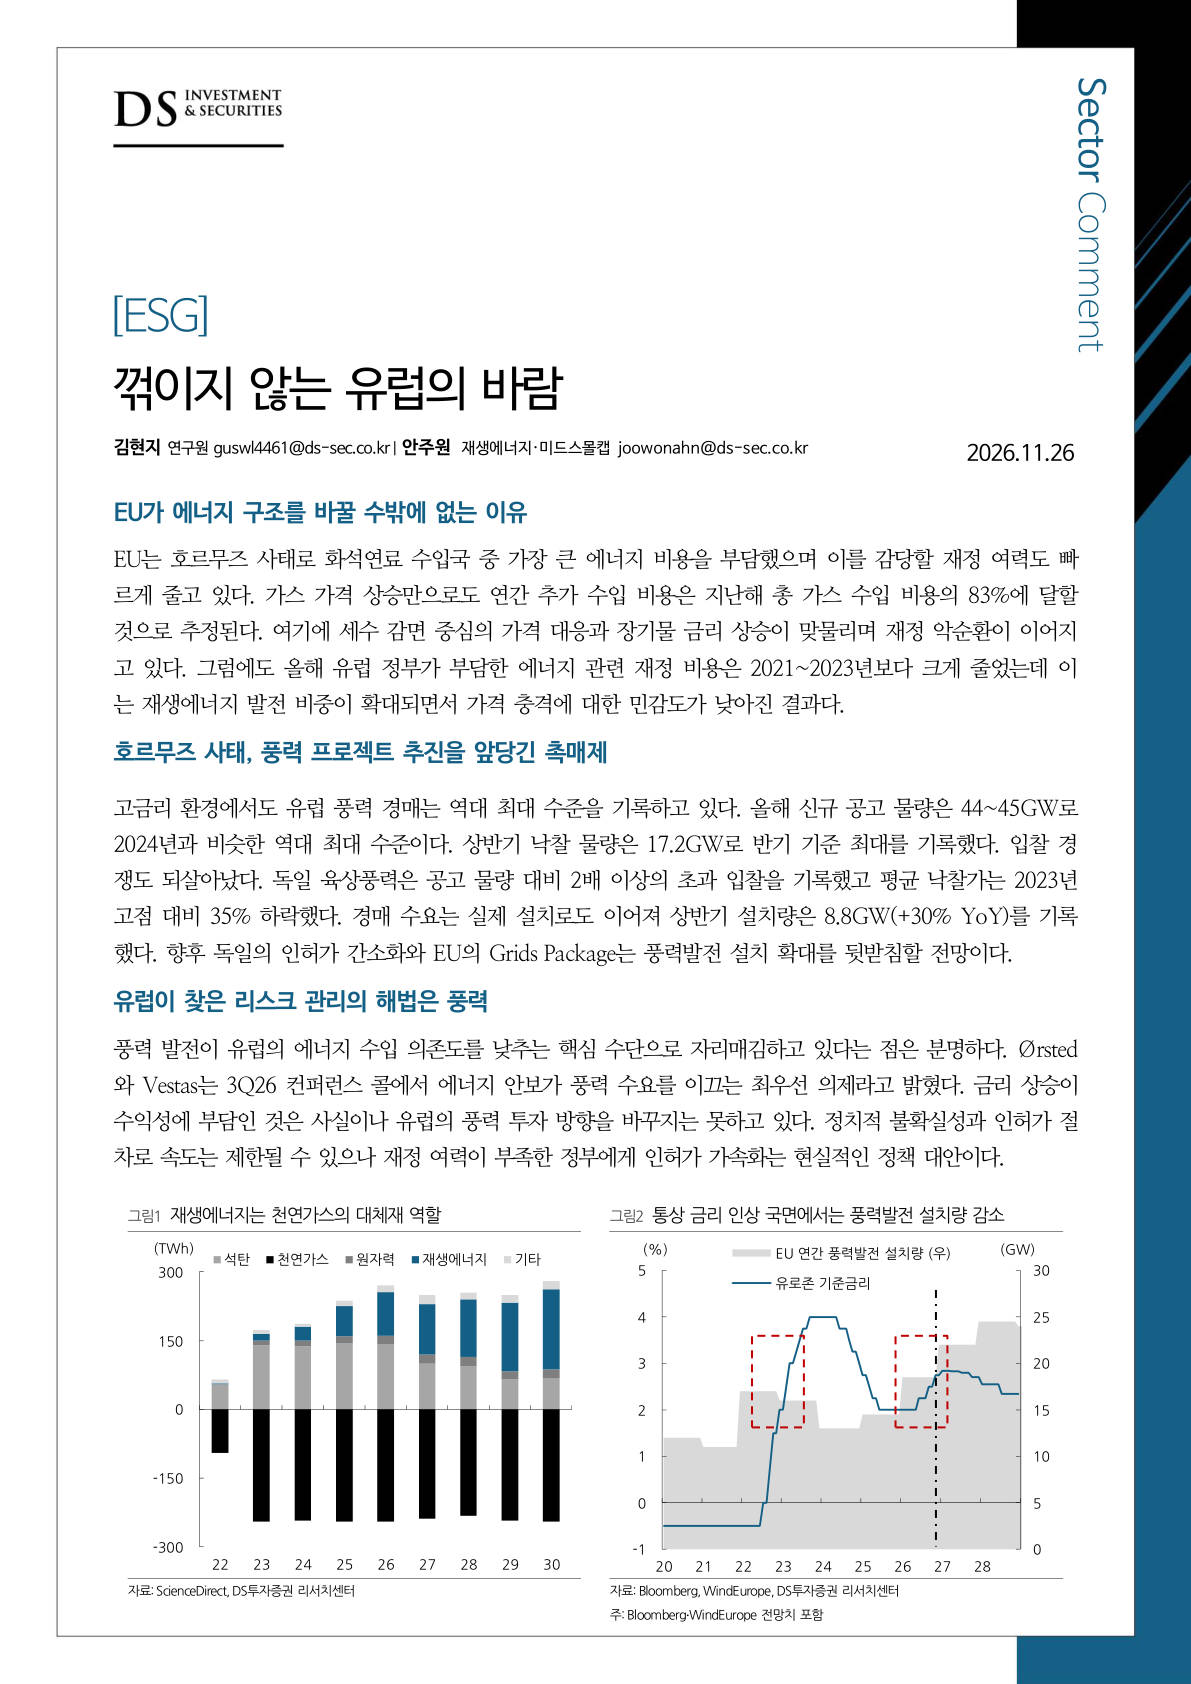 DS INVESTMENT & SECURITIES
Sector Comment
[ESG]
꺾이지 않는 유럽의 바람
김현지 연구원 guswl4461@ds-sec.co.kr | 안주원 재생에너지·미드스몰캡 joowonahn@ds-sec.co.kr
2026.11.26
EU가 에너지 구조를 바꿀 수밖에 없는 이유
EU는 호르무즈 사태로 화석연료 수입국 중 가장 큰 에너지 비용을 부담했으며 이를 감당할 재정 여력도 빠
르게 줄고 있다. 가스 가격 상승만으로도 연간 추가 수입 비용은 지난해 총 가스 수입 비용의 83%에 달할
것으로 추정된다. 여기에 세수 감면 중심의 가격 대응과 장기물 금리 상승이 맞물리며 재정 악순환이 이어지
고 있다. 그럼에도 올해 유럽 정부가 부담한 에너지 관련 재정 비용은 2021~2023년보다 크게 줄었는데 이
는 재생에너지 발전 비중이 확대되면서 가격 충격에 대한 민감도가 낮아진 결과다.
호르무즈 사태, 풍력 프로젝트 추진을 앞당긴 촉매제
고금리 환경에서도 유럽 풍력 경매는 역대 최대 수준을 기록하고 있다. 올해 신규 공고 물량은 44~45GW로
2024년과 비슷한 역대 최대 수준이다. 상반기 낙찰 물량은 17.2GW로 반기 기준 최대를 기록했다. 입찰 경
쟁도 되살아났다. 독일 육상풍력은 공고 물량 대비 2배 이상의 초과 입찰을 기록했고 평균 낙찰가는 2023년
고점 대비 35% 하락했다. 경매 수요는 실제 설치로도 이어져 상반기 설치량은 8.8GW(+30% YoY)를 기록
했다. 향후 독일의 인허가 간소화와 EU의 Grids Package는 풍력발전 설치 확대를 뒷받침할 전망이다.
유럽이 찾은 리스크 관리의 해법은 풍력
풍력 발전이 유럽의 에너지 수입 의존도를 낮추는 핵심 수단으로 자리매김하고 있다는 점은 분명하다. Ørsted
와 Vestas는 3Q26 컨퍼런스 콜에서 에너지 안보가 풍력 수요를 이끄는 최우선 의제라고 밝혔다. 금리 상승이
수익성에 부담인 것은 사실이나 유럽의 풍력 투자 방향을 바꾸지는 못하고 있다. 정치적 불확실성과 인허가 절
차로 속도는 제한될 수 있으나 재정 여력이 부족한 정부에게 인허가 가속화는 현실적인 정책 대안이다.
그림1 재생에너지는 천연가스의 대체재 역할
(TWh)
석탄 천연가스 원자력 재생에너지 기타
300
150
0
-150
-300
22 23 24 25 26 27 28 29 30
자료: ScienceDirect, DS투자증권 리서치센터
그림2 통상 금리 인상 국면에서는 풍력발전 설치량 감소
(%) (GW)
EU 연간 풍력발전 설치량 (우)
유로존 기준금리
5 30
4 25
3 20
2 15
1 10
0 5
-1 0
20 21 22 23 24 25 26 27 28
자료: Bloomberg, WindEurope, DS투자증권 리서치센터
주: Bloomberg·WindEurope 전망치 포함